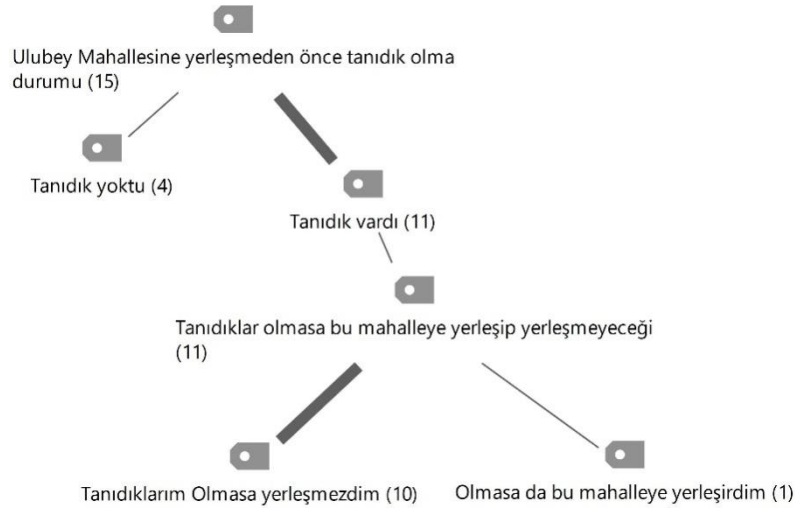 Ulubey Mahallesine yerleşmeden önce tanıdık olma
durumu (15)
Tanıdık yoktu (4)
Tanıdık vardı (11)
Tanıdıklar olmasa bu mahalleye yerleşip yerleşmeyeceği
(11)
Tanıdıklarım Olmasa yerleşmezdim (10)
Olmasa da bu mahalleye yerleşirdim (1)